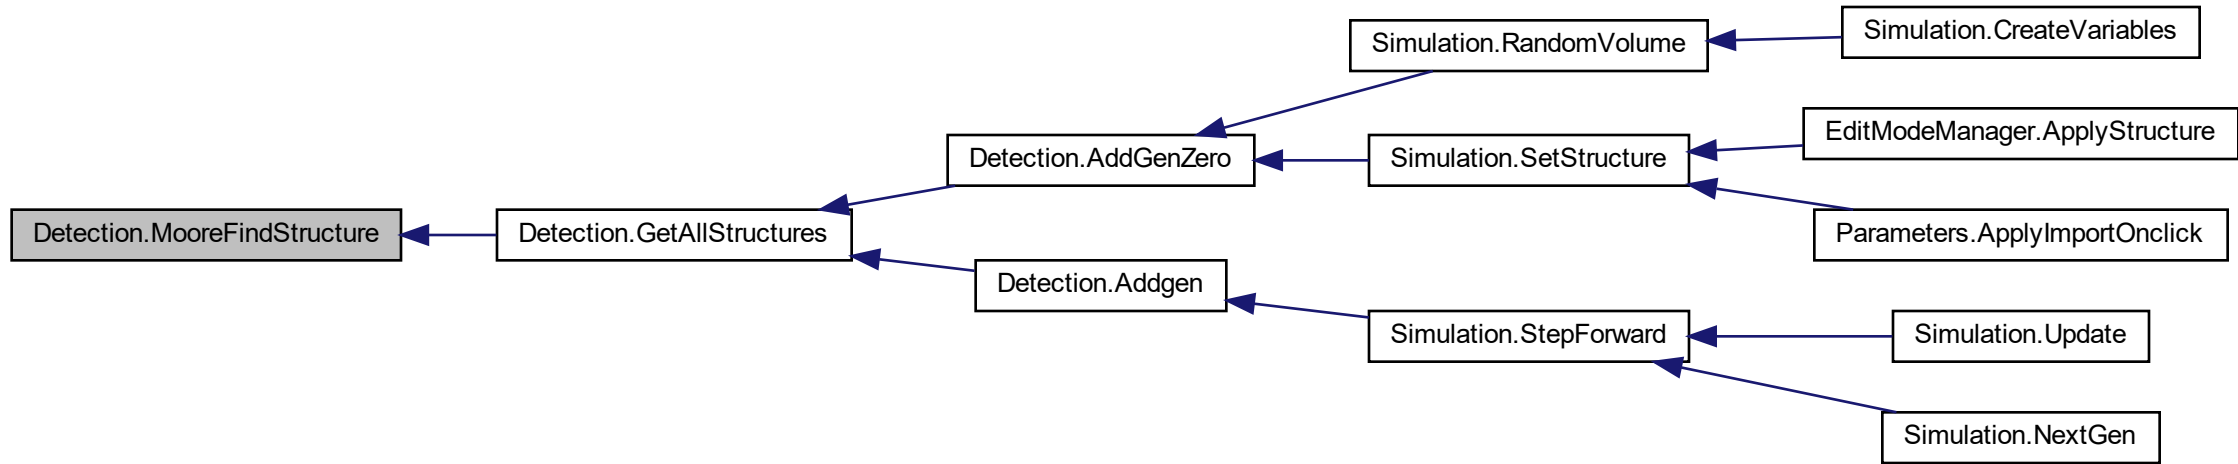 Simulation.CreateVariables
Simulation.RandomVolume
EditModeManager.ApplyStructure
Detection.AddGenZero
Simulation.SetStructure
Detection.MooreFindStructure
Detection.GetAllStructures
Parameters.ApplyImportOnclick
Detection.Addgen
Simulation.StepForward
Simulation.Update
Simulation.NextGen